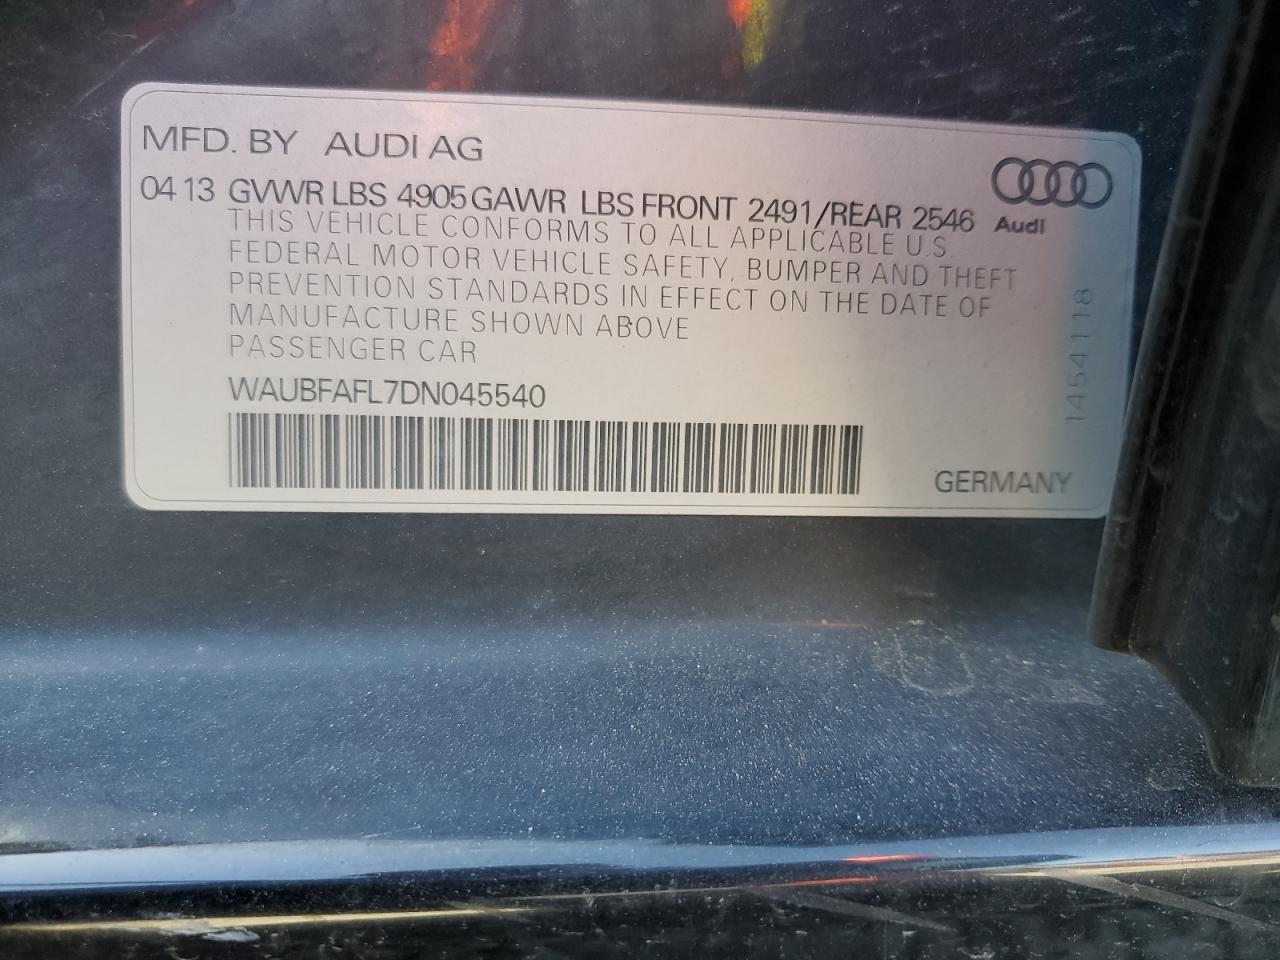 MFD. BY AUDI AG
04 13 GVWR LBS 4905 GAWR LBS FRONT 2491/REAR 2546
Audi
THIS VEHICLE CONFORMS TO ALL APPLICABLE U.S.
FEDERAL MOTOR VEHICLE SAFETY, BUMPER AND THEFT
PREVENTION STANDARDS IN EFFECT ON THE DATE OF
MANUFACTURE SHOWN ABOVE
PASSENGER CAR
WAUBFAFL7DN045540
GERMANY
1454118